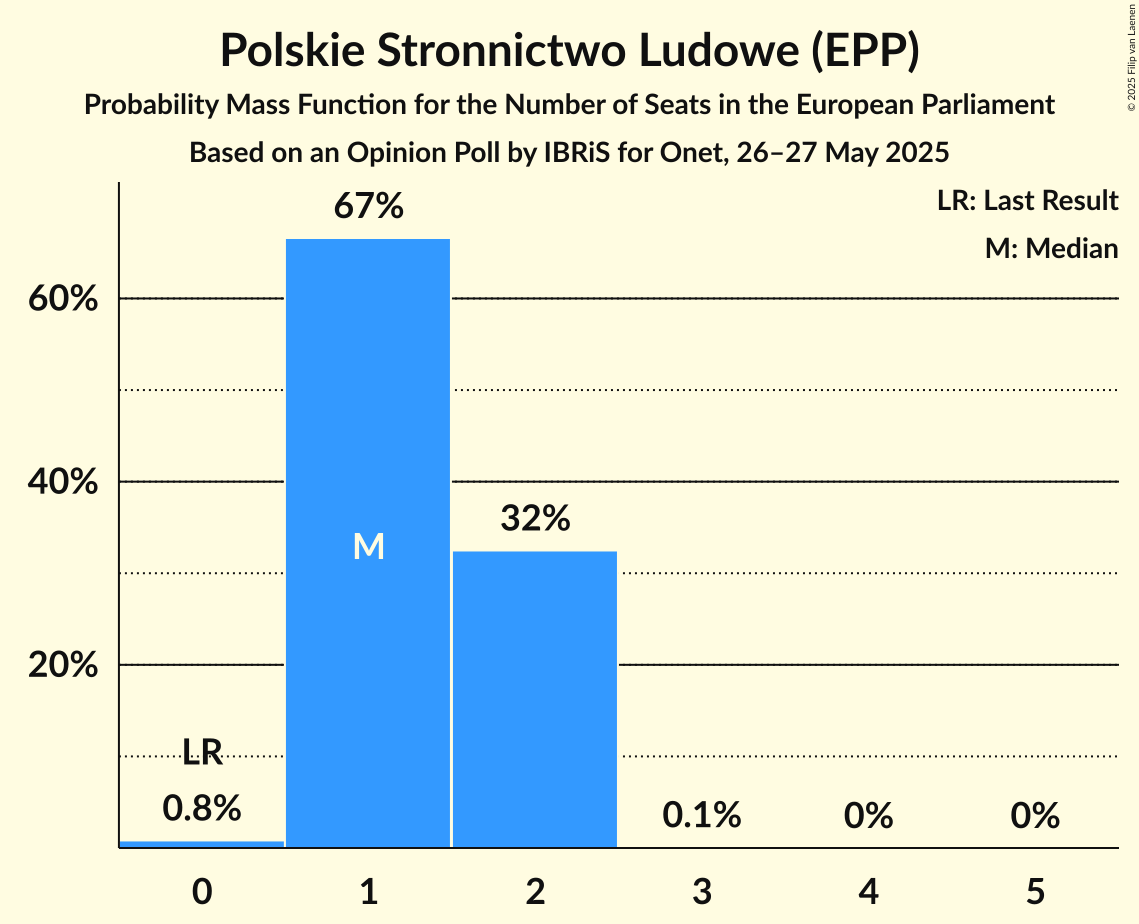 Polskie Stronnictwo Ludowe (EPP)
Probability Mass Function for the Number of Seats in the European Parliament
Based on an Opinion Poll by IBRiS for Onet, 26–27 May 2025
© 2025 Filip van Laenen
LR: Last Result
M: Median
67%
60%
40%
32%
M
20%
LR
0.8%
0.1%
0%
0%
0
1
2
3
4
5